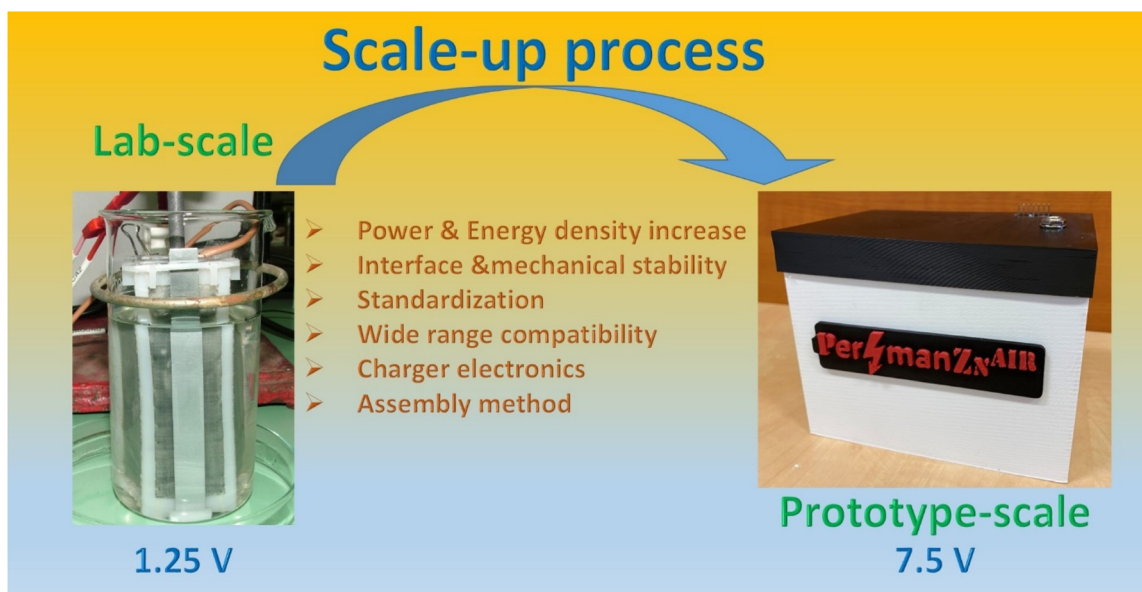 Scale-up process
Lab-scale
Power & Energy density increase
Interface &mechanical stability
Standardization
Wide range compatibility
Charger electronics
Assembly method
PerϟmanZNAIR
Prototype-scale
1.25 V
7.5 V